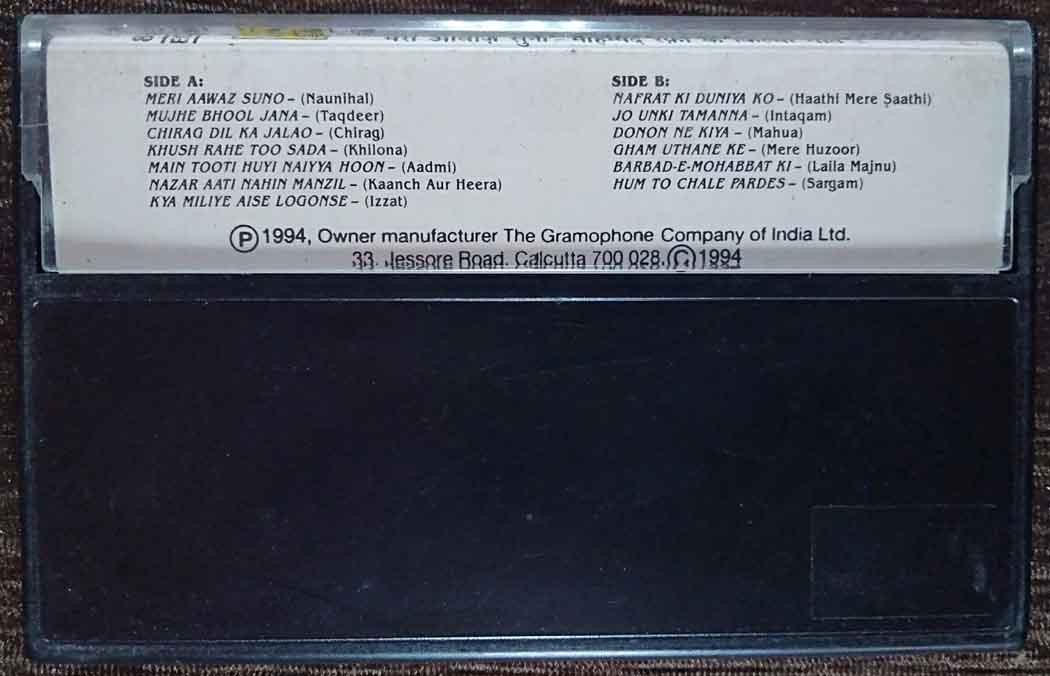 SIDE A:
MERI AAWAZ SUNO – (Naunihal)
MUJHE BHOOL JANA – (Taqdeer)
CHIRAG DIL KA JALAO – (Chirag)
KHUSH RAHE TOO SADA – (Khilona)
MAIN TOOTI HUYI NAIYYA HOON – (Aadmi)
NAZAR AATI NAHIN MANZIL – (Kaanch Aur Heera)
KYA MILIYE AISE LOGONSE – (Izzat)
SIDE B:
NAFRAT KI DUNIYA KO – (Haathi Mere Saathi)
JO UNKI TAMANNA – (Intaqam)
DONON NE KIYA – (Mahua)
GHAM UTHANE KE – (Mere Huzoor)
BARBAD-E-MOHABBAT KI – (Laila Majnu)
HUM TO CHALE PARDES – (Sargam)
Ⓟ 1994, Owner manufacturer The Gramophone Company of India Ltd.
33, Jessore Road, Calcutta 700 028. © 1994